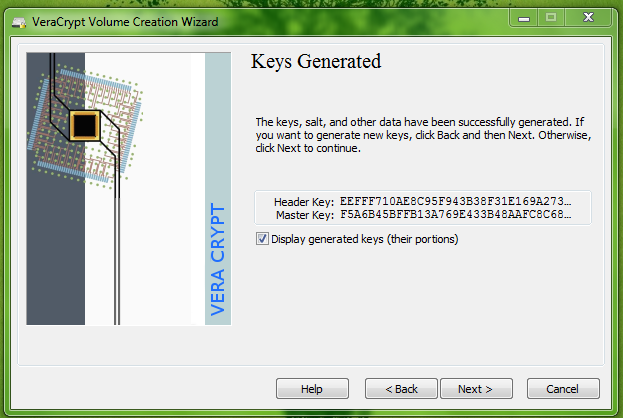 VeraCrypt Volume Creation Wizard
Keys Generated
The keys, salt, and other data have been successfully generated. If
you want to generate new keys, click Back and then Next. Otherwise,
click Next to continue.
Header Key: EEFFF710AE8C95F943B38F31E169A273...
Master Key: F5A6B45BFFB13A769E433B48AAFC8C68...
Display generated keys (their portions)
VERA CRYPT
Help
< Back
Next >
Cancel